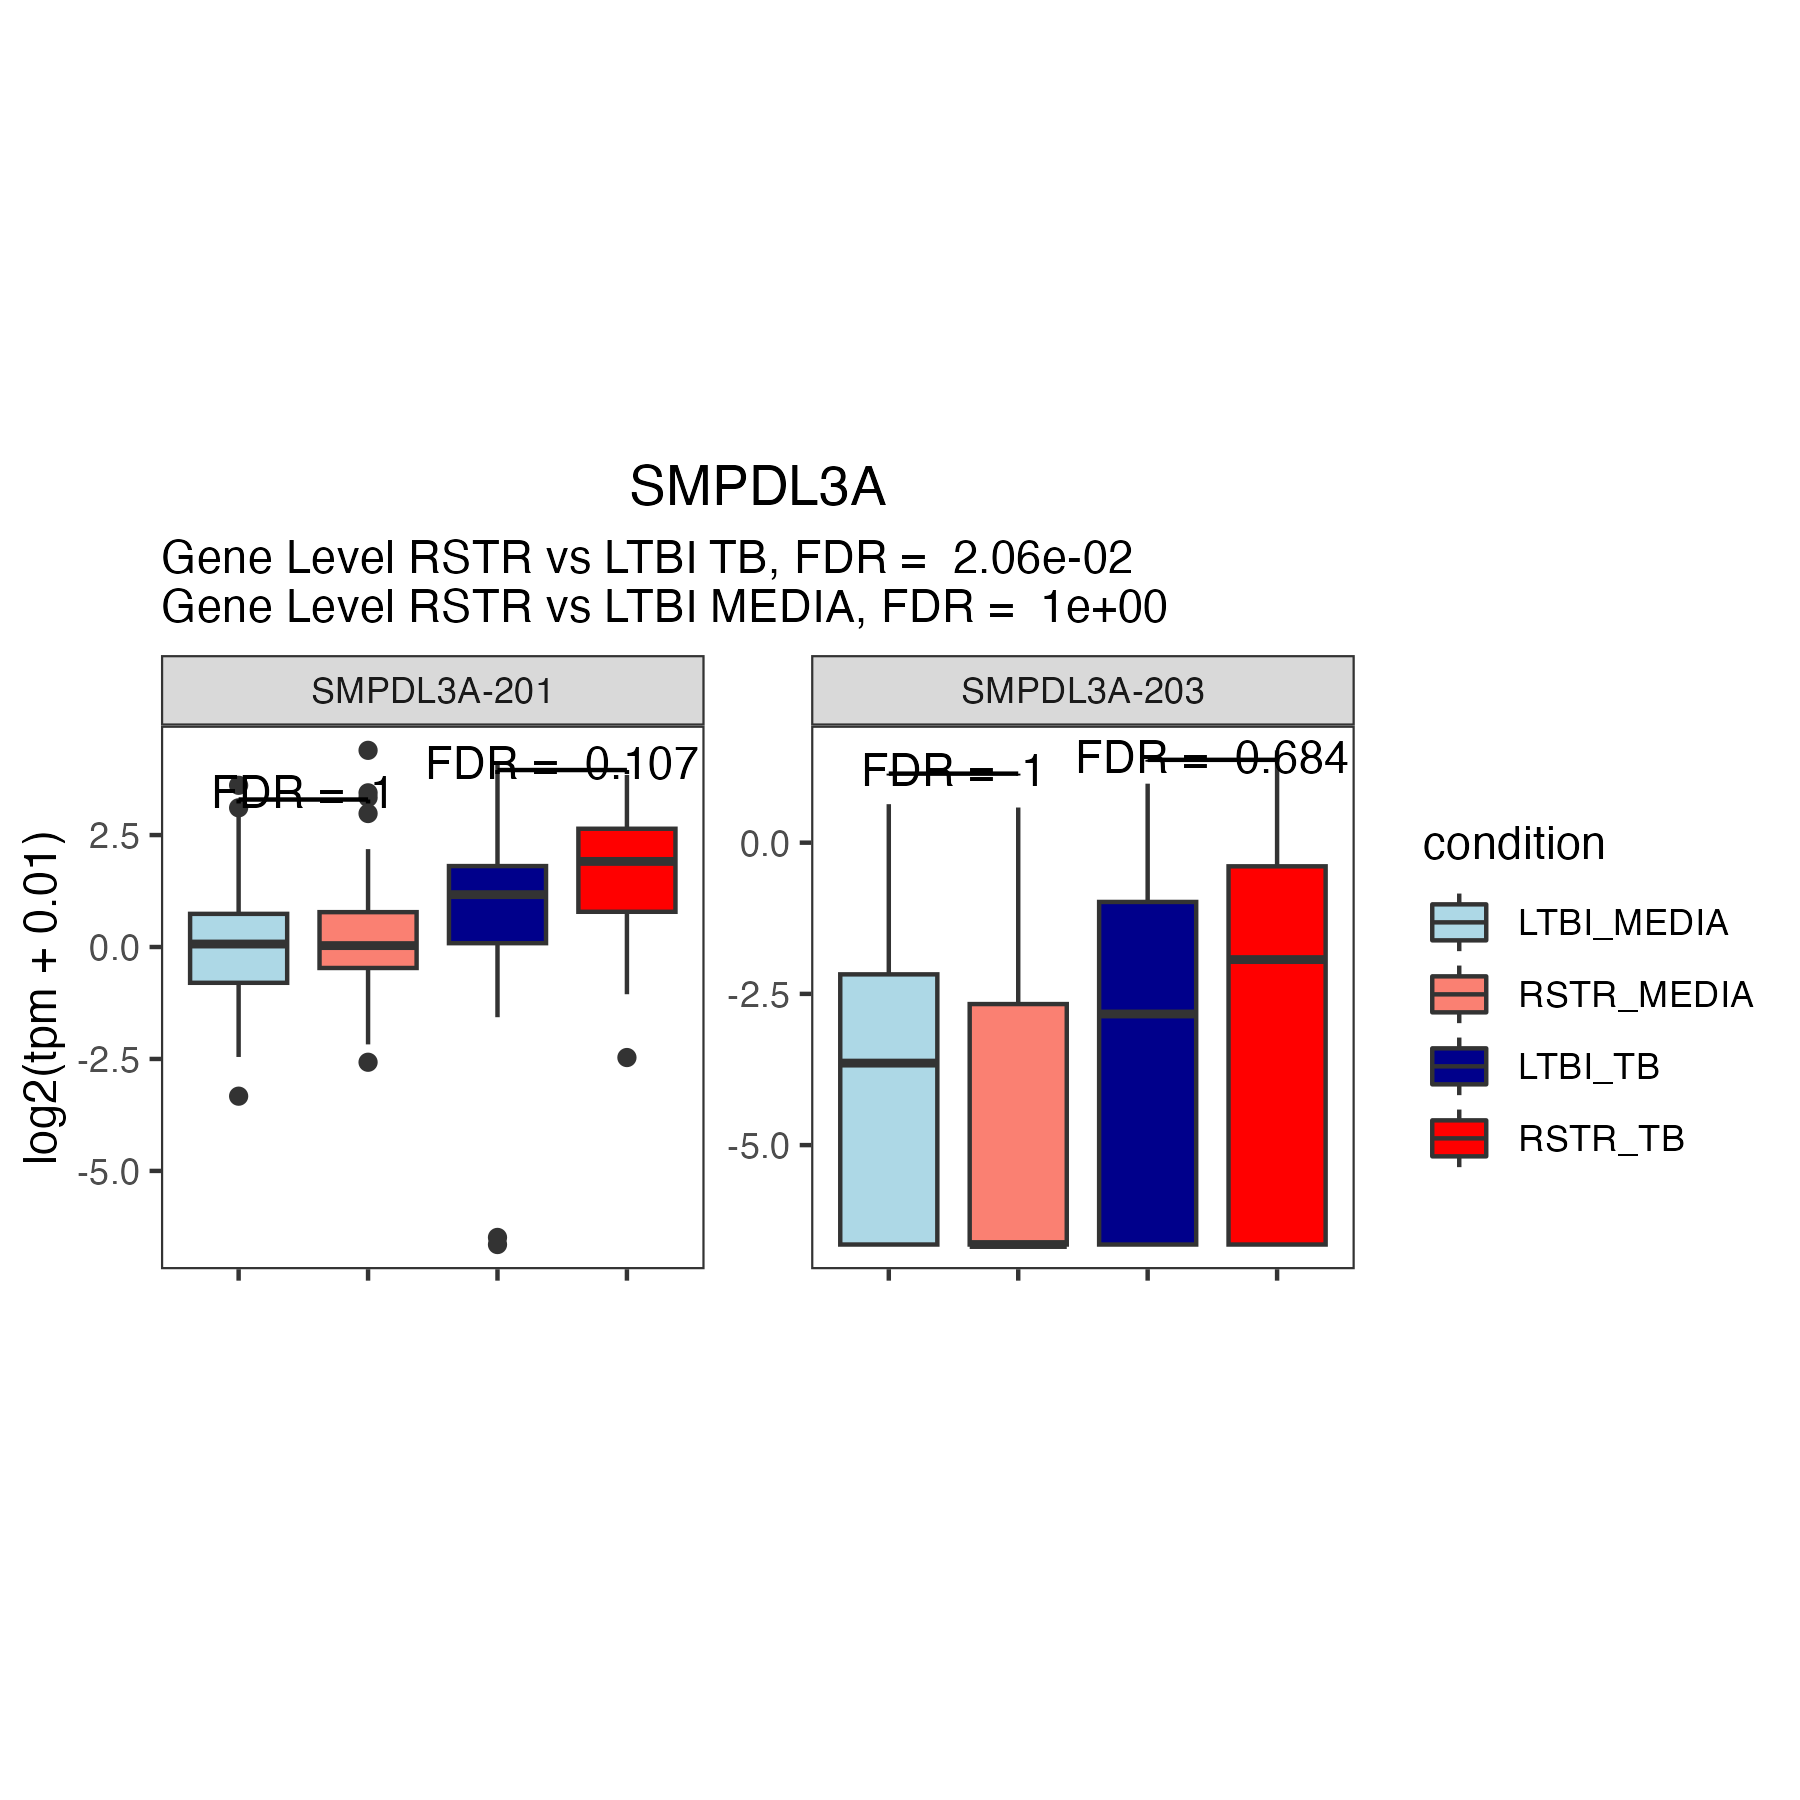 SMPDL3A
Gene Level RSTR vs LTBI TB, FDR =  2.06e-02
Gene Level RSTR vs LTBI MEDIA, FDR =  1e+00
SMPDL3A-201
FDR =  1
FDR =  0.107
2.5
0.0
-2.5
-5.0
log2(tpm + 0.01)
SMPDL3A-203
FDR =  1
FDR =  0.684
0.0
-2.5
-5.0
condition
LTBI_MEDIA
RSTR_MEDIA
LTBI_TB
RSTR_TB